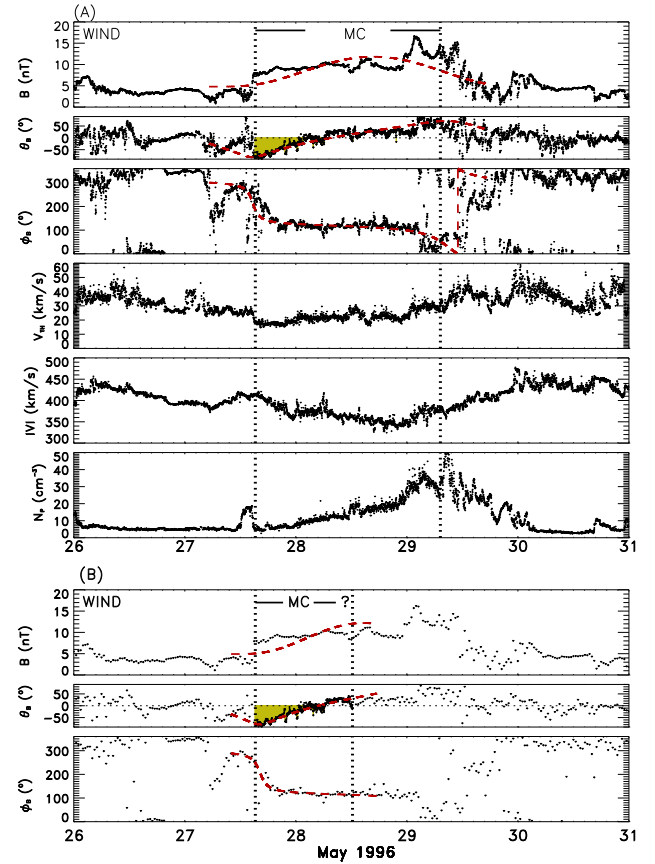 (A)
WIND
MC
20
15
10
5
0
B (nT)
50
0
−50
θB (°)
300
200
100
0
φB (°)
60
50
40
30
20
10
0
VTH (km/s)
500
450
400
350
300
|V| (km/s)
50
40
30
20
10
0
NP (cm⁻³)
26 27 28 29 30 31
(B)
WIND
MC ?
20
15
10
5
0
B (nT)
50
0
−50
θB (°)
300
200
100
0
φB (°)
26 27 28 29 30 31
May 1996